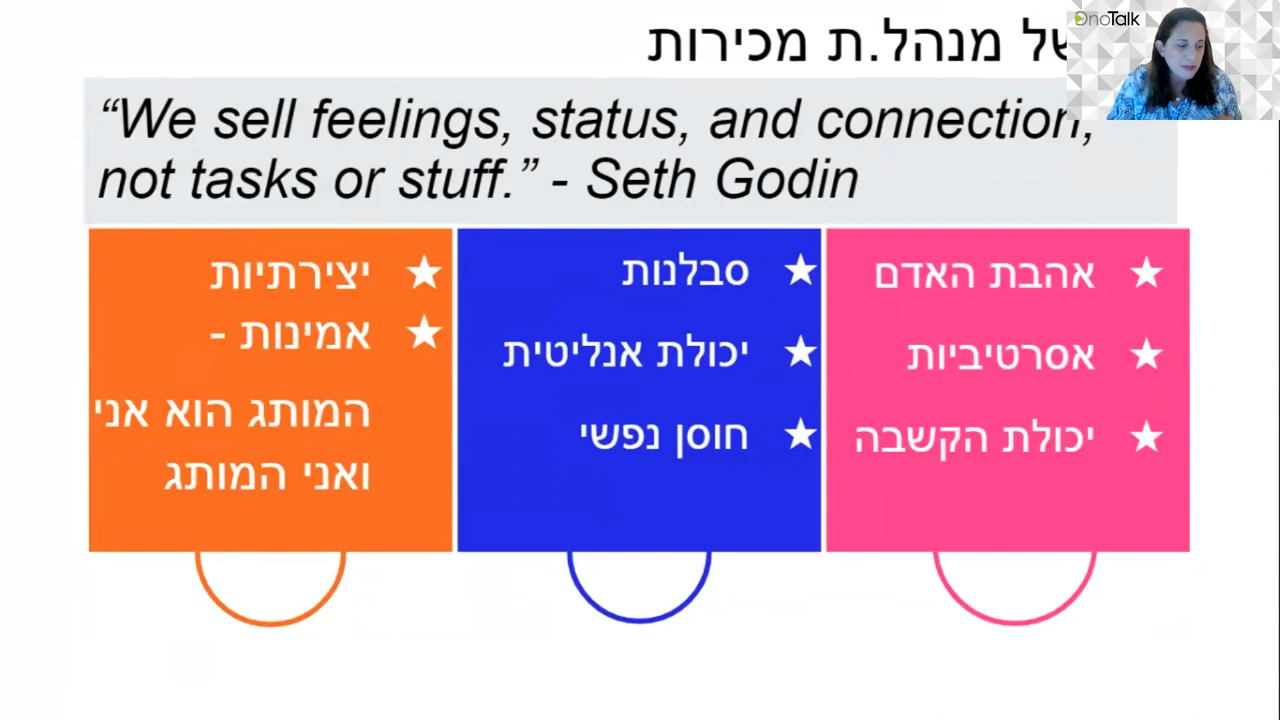 של מנהל.ת מכירות
OnoTalk
“We sell feelings, status, and connection,
not tasks or stuff.” - Seth Godin
★ אהבת האדם
★ אסרטיביות
★ יכולת הקשבה
★ סבלנות
★ יכולת אנליטית
★ חוסן נפשי
★ יצירתיות
★ אמינות -
המותג הוא אני
ואני המותג